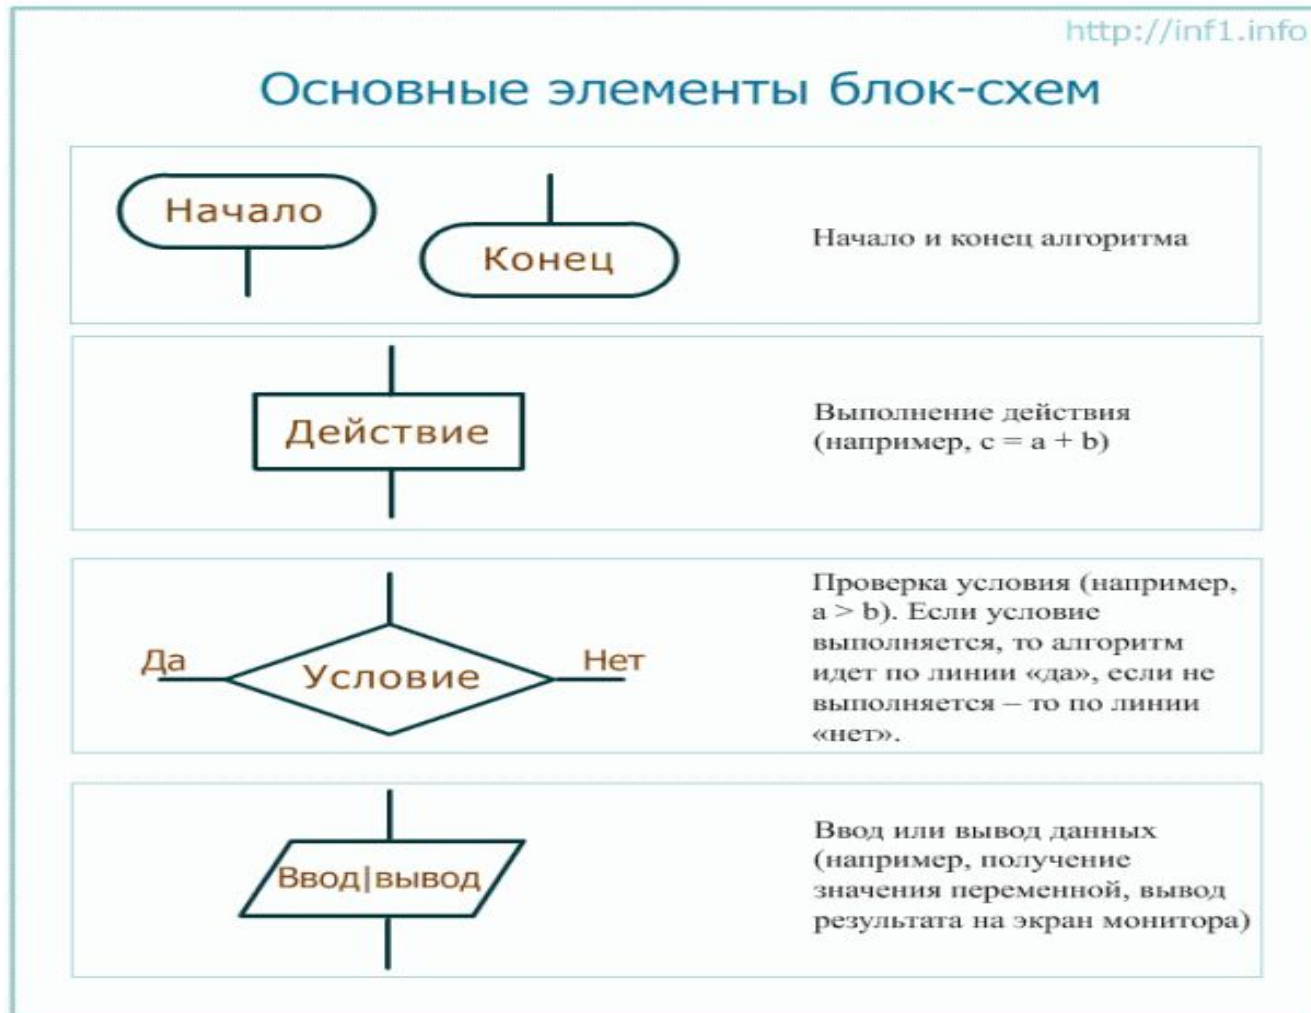 http://inf1.info
Основные элементы блок-схем
Начало
Конец
Начало и конец алгоритма
Действие
Выполнение действия
(например, c = a + b)
Да
Условие
Нет
Проверка условия (например,
a > b). Если условие
выполняется, то алгоритм
идет по линии «да», если не
выполняется – то по линии
«нет».
Ввод|вывод
Ввод или вывод данных
(например, получение
значения переменной, вывод
результата на экран монитора)